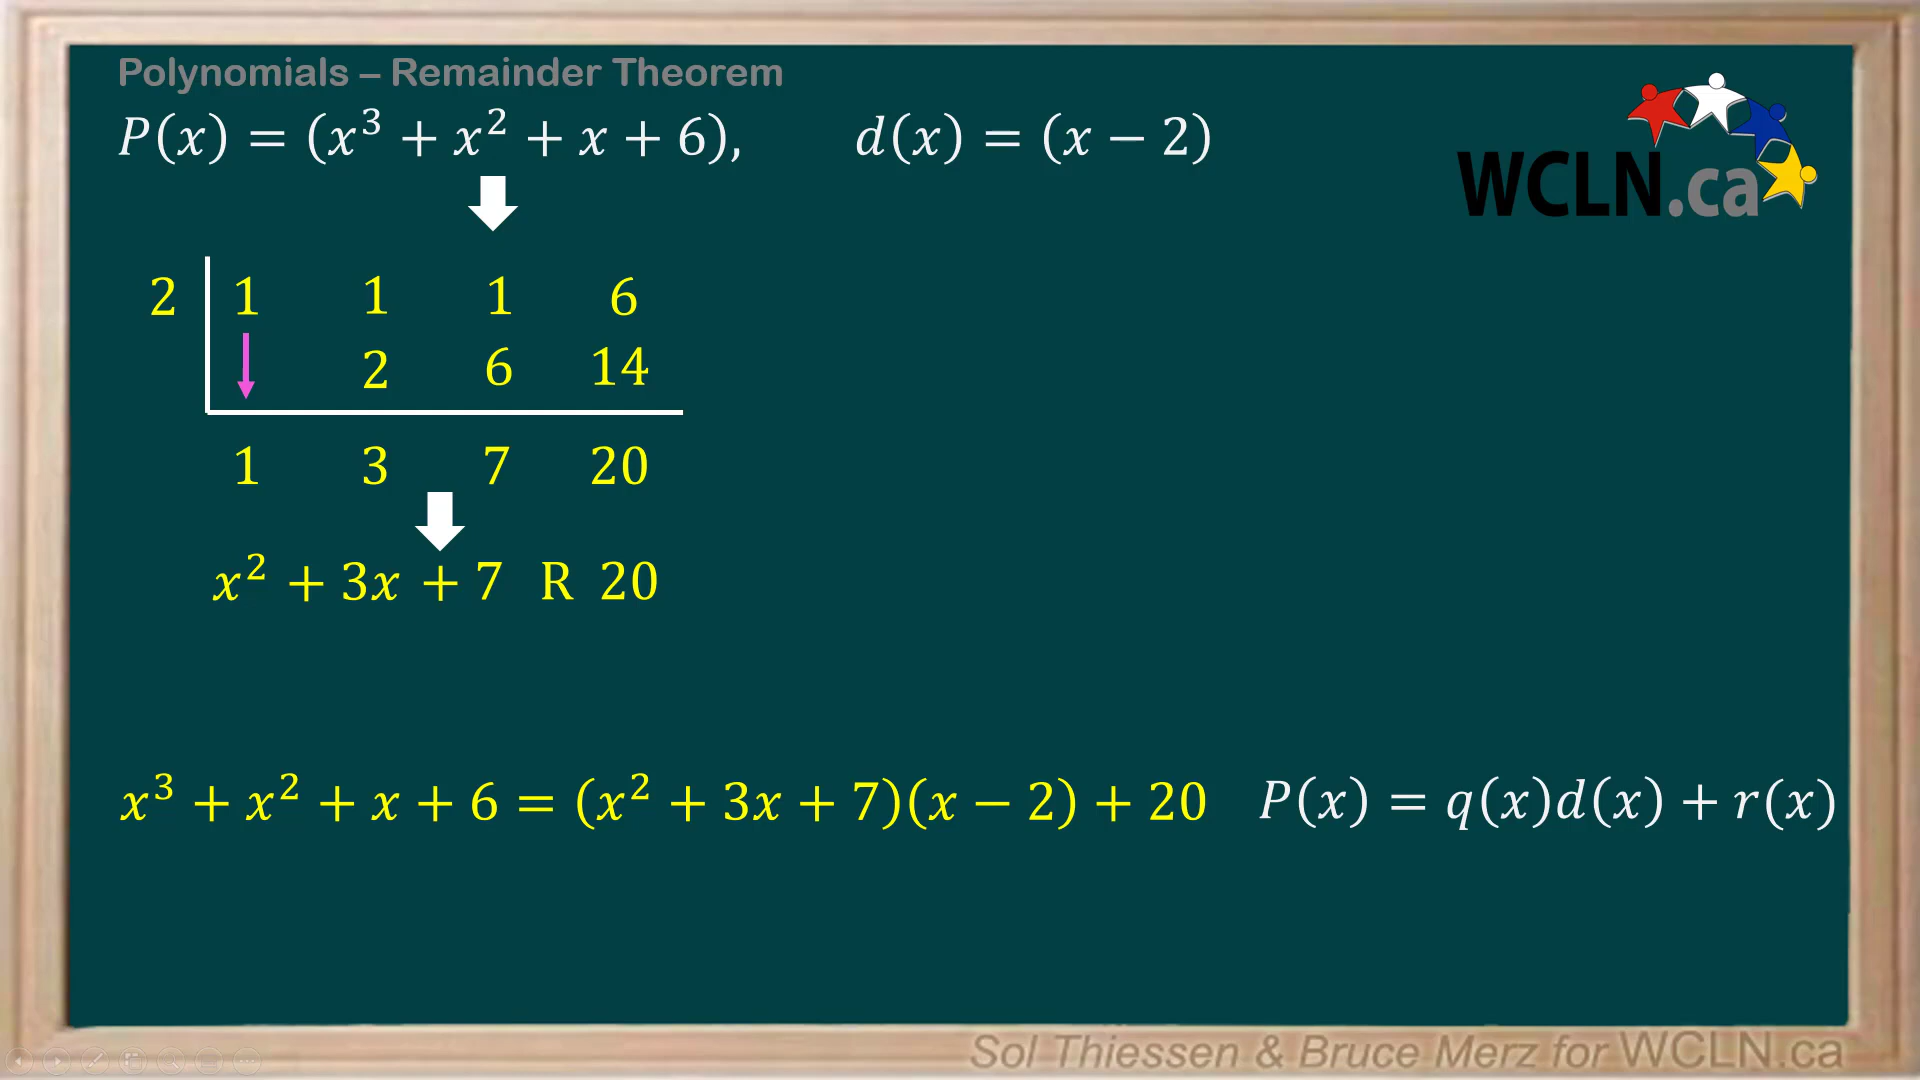 Polynomials – Remainder Theorem
P(x) = (x³ + x² + x + 6), d(x) = (x − 2)
WCLN.ca
2 1 1 1 6
2 6 14
1 3 7 20
x² + 3x + 7 R 20
x³ + x² + x + 6 = (x² + 3x + 7)(x − 2) + 20 P(x) = q(x)d(x) + r(x)
Sol Thiessen & Bruce Merz for WCLN.ca